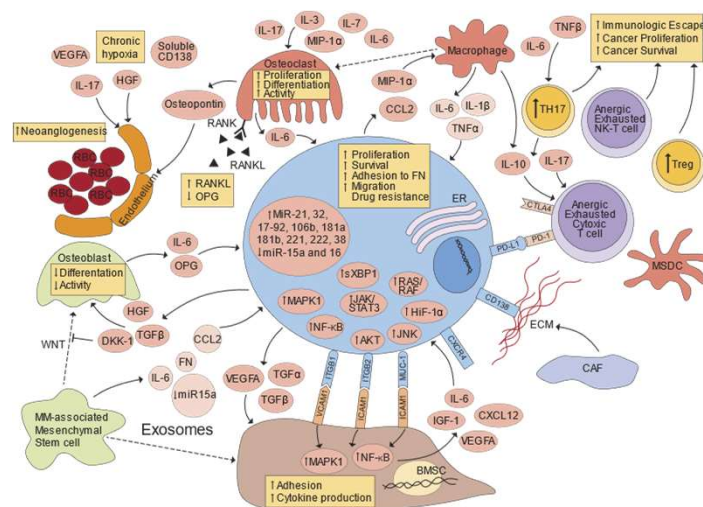 VEGFA
Chronic
hypoxia
Soluble
CD138
IL-17
HGF
↑Neoangenesis
RBC
RBC
RBC
RBC
RBC
Endothelium
Osteopontin
IL-17
IL-3
IL-7
MIP-1α
IL-6
Osteoclast
↑ Proliferation
↑ Differentiation
↑ Activity
RANK
RANKL
↑ RANKL
↓ OPG
IL-6
Macrophage
MIP-1α
CCL2
IL-6
IL-1β
TNFα
IL-6
TNFβ
↑ Immunologic Escape
↑ Cancer Proliferation
↑ Cancer Survival
↑TH17
Anergic
Exhausted
NK-T cell
↑Treg
IL-10
IL-17
CTLA4
Anergic
Exhausted
Cytoxic
T cell
PD-L1
PD-1
MSDC
↑ Proliferation
↑ Survival
↑ Adhesion to FN
↑ Migration
Drug resistance
ER
↑MiR-21, 32,
17-92, 106b, 181a
181b, 221, 222, 38
↓miR-15a and 16
↑sXBP1
↑RAS/
RAF
↑MAPK1
↑JAK/
STAT3
↑HiF-1α
↑NF-κB
↑AKT
↑JNK
CD138
CXCR4
ECM
CAF
Osteoblast
↓ Differentiation
↓ Activity
IL-6
OPG
HGF
DKK-1
TGFβ
WNT
CCL2
FN
IL-6
↓miR15a
MM-associated
Mesenchymal
Stem cell
Exosomes
VEGFA
TGFα
TGFβ
ITGB1
ITGB2
MUC-1
VCAM1
ICAM1
ICAM1
IL-6
IGF-1
CXCL12
VEGFA
↑MAPK1
↑NF-κB
BMSC
↑ Adhesion
↑ Cytokine production